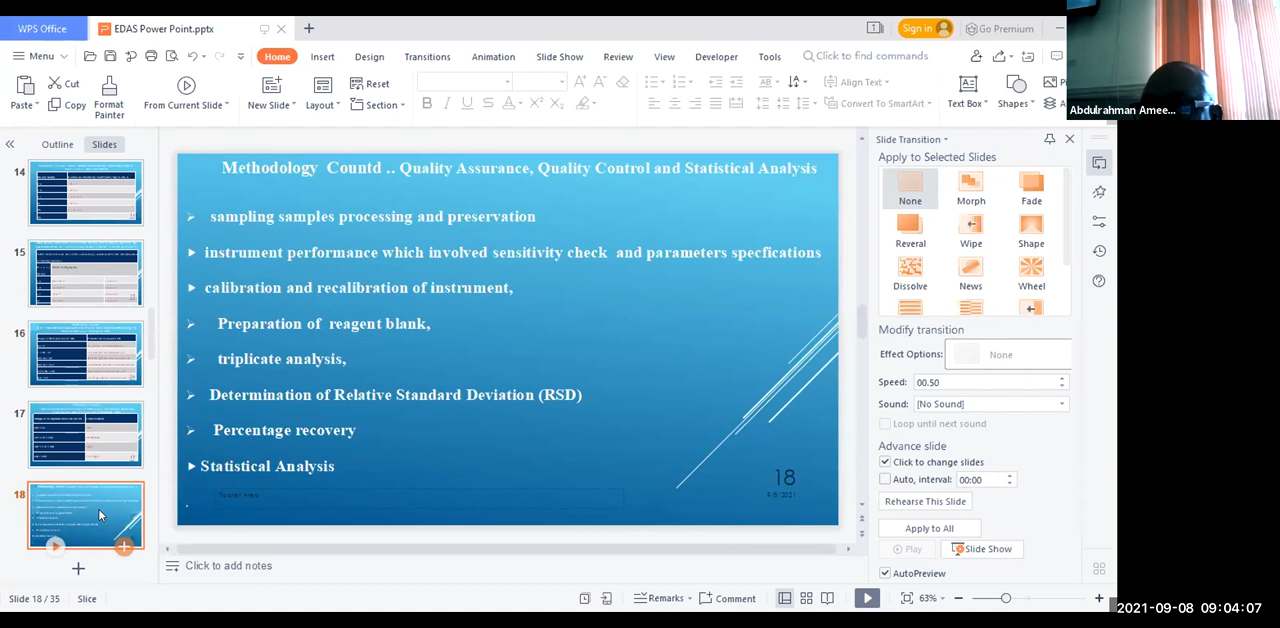 WPS Office
EDAS Power Point.pptx
Sign in
Go Premium
Menu
Home
Insert
Design
Transitions
Animation
Slide Show
Review
View
Developer
Tools
Click to find commands
Paste
Cut
Copy
Format Painter
From Current Slide
New Slide
Layout
Reset
Section
Align Text
Convert To SmartArt
Text Box
Shapes
Abdulrahman Amee...
Outline
Slides
14
15
16
17
18
Methodology Countd .. Quality Assurance, Quality Control and Statistical Analysis
sampling samples processing and preservation
instrument performance which involved sensitivity check and parameters specfications
calibration and recalibration of instrument,
Preparation of reagent blank,
triplicate analysis,
Determination of Relative Standard Deviation (RSD)
Percentage recovery
Statistical Analysis
Footer Area
18
9/8/2021
Slide Transition
Apply to Selected Slides
None
Morph
Fade
Reveral
Wipe
Shape
Dissolve
News
Wheel
Modify transition
Effect Options:
None
Speed:
00.50
Sound:
[No Sound]
Loop until next sound
Advance slide
Click to change slides
Auto, interval:
00:00
Rehearse This Slide
Apply to All
Play
Slide Show
AutoPreview
Click to add notes
Slide 18 / 35
Slice
Remarks
Comment
63%
2021-09-08 09:04:07